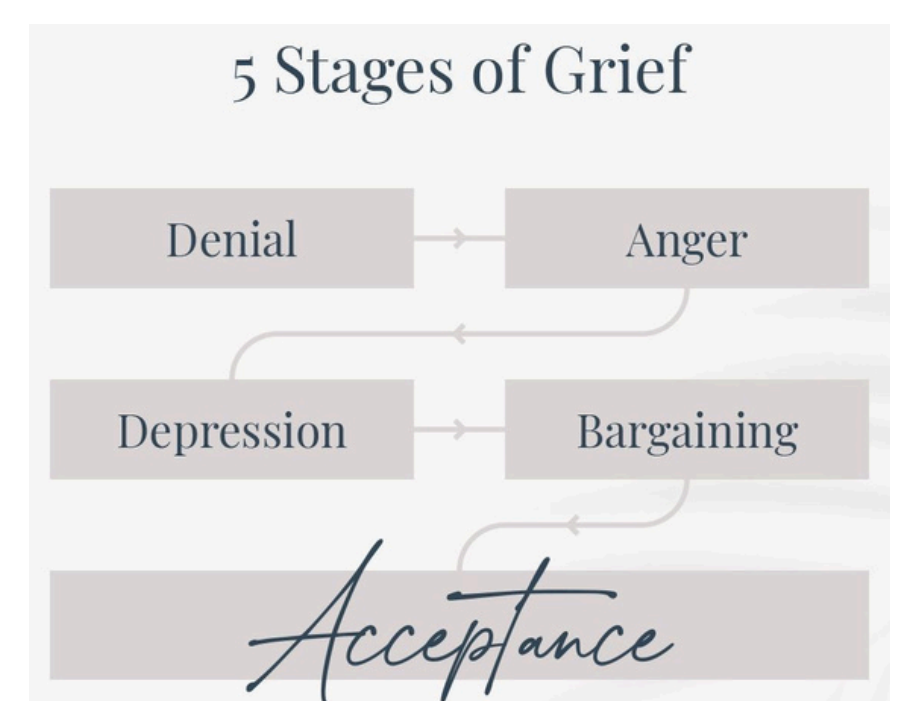 5 Stages of Grief
Denial
Anger
Depression
Bargaining
Acceptance